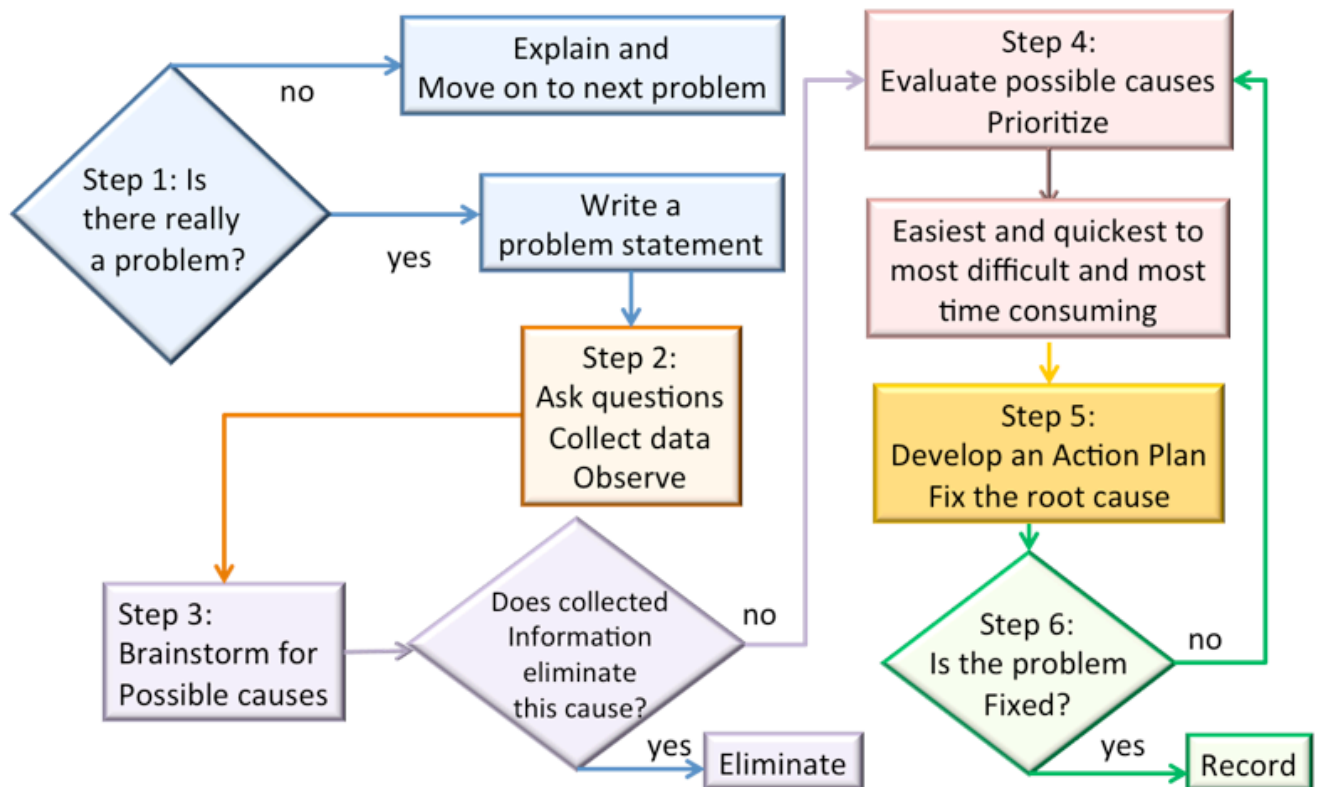 Step 1: Is
there really
a problem?
no
Explain and
Move on to next problem
yes
Write a
problem statement
Step 2:
Ask questions
Collect data
Observe
Step 3:
Brainstorm for
Possible causes
Does collected
Information
eliminate
this cause?
yes
Eliminate
no
Step 4:
Evaluate possible causes
Prioritize
Easiest and quickest to
most difficult and most
time consuming
Step 5:
Develop an Action Plan
Fix the root cause
Step 6:
Is the problem
Fixed?
no
yes
Record